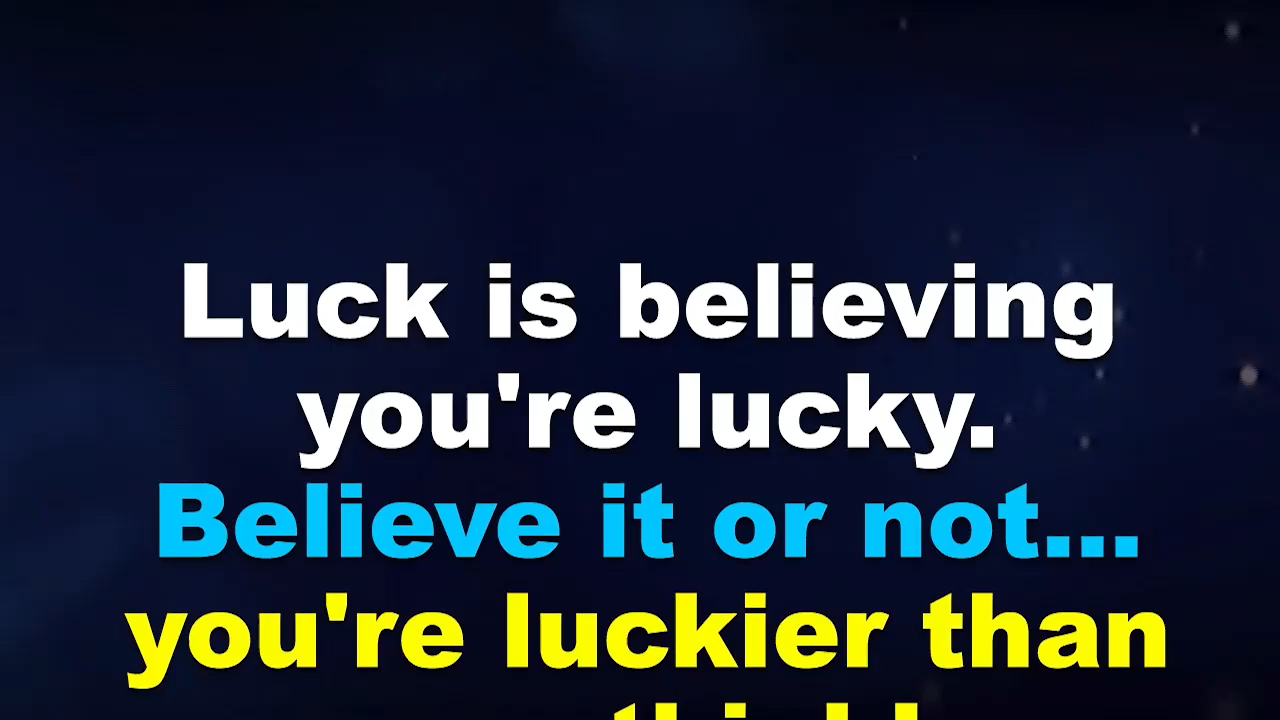 Luck is believing
you're lucky.
Believe it or not...
you're luckier than